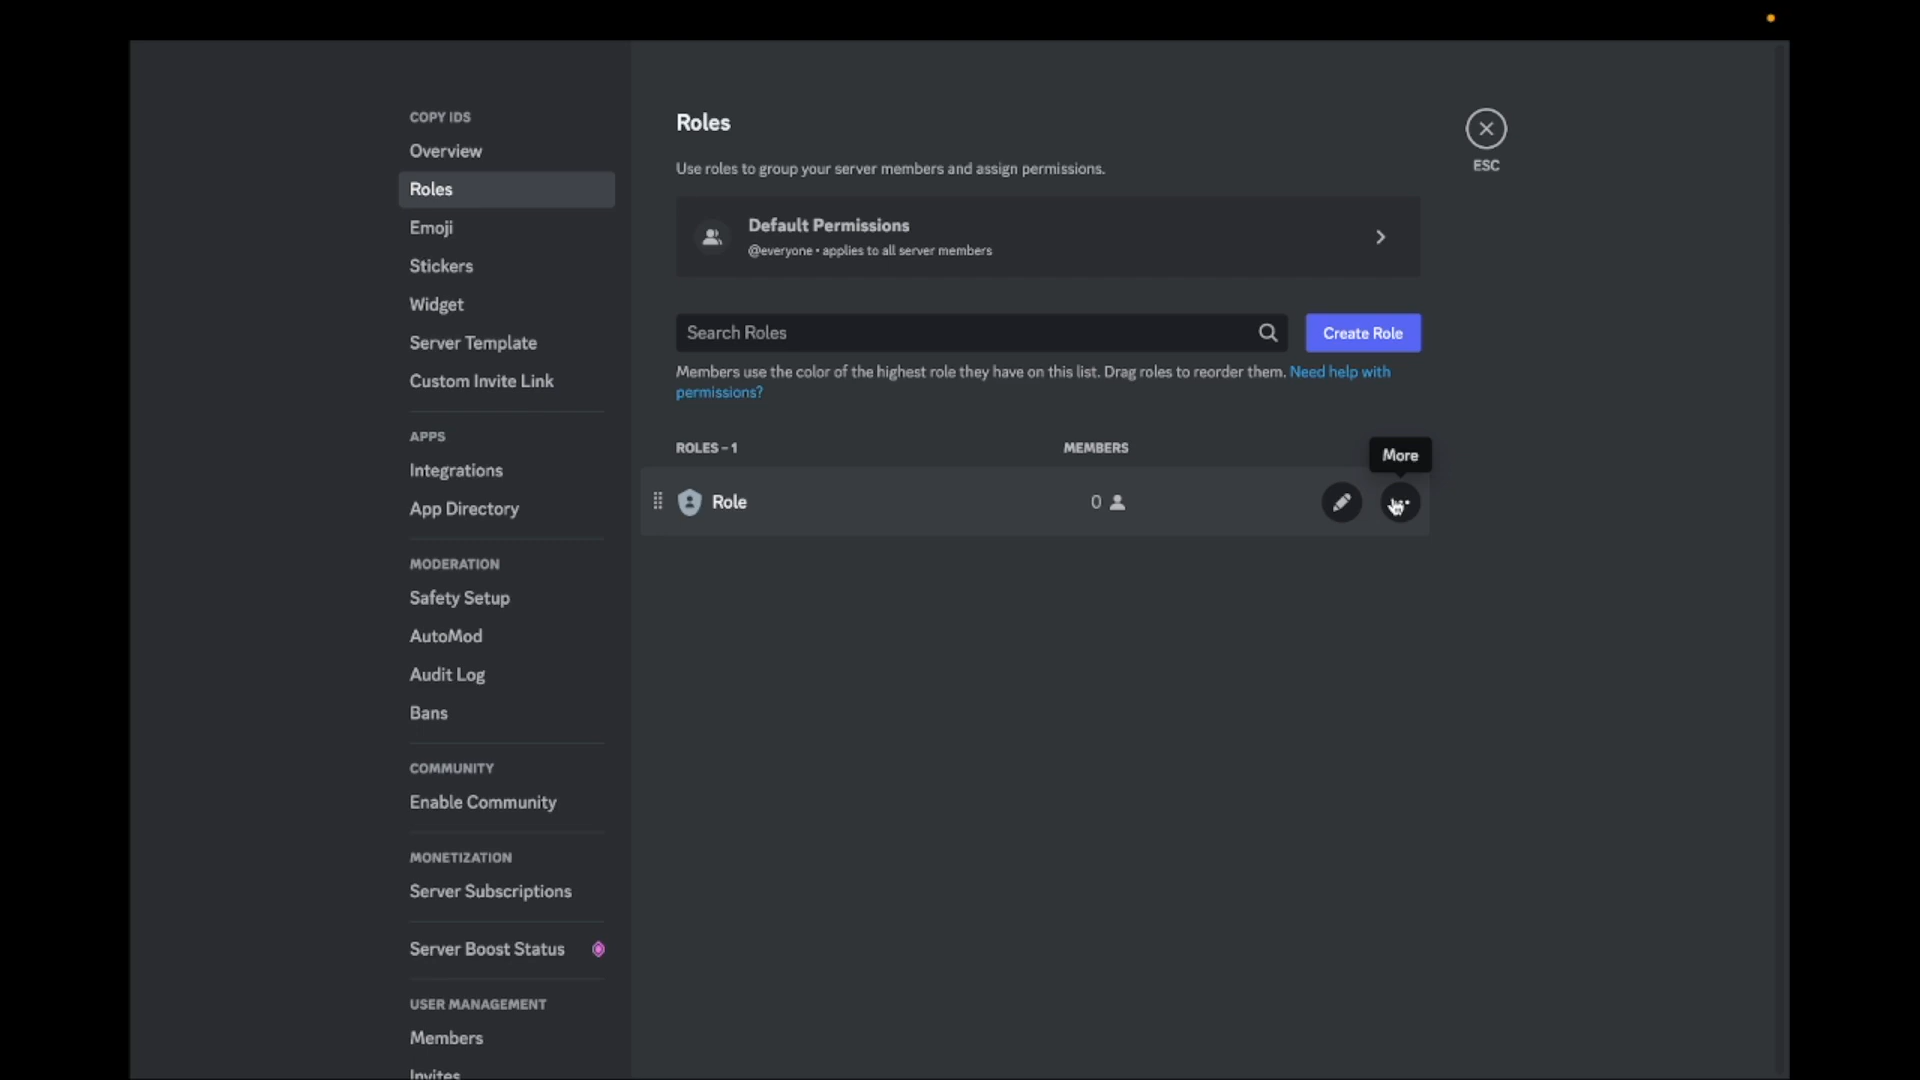 COPY IDS
Overview
Roles
Emoji
Stickers
Widget
Server Template
Custom Invite Link
APPS
Integrations
App Directory
MODERATION
Safety Setup
AutoMod
Audit Log
Bans
COMMUNITY
Enable Community
MONETIZATION
Server Subscriptions
Server Boost Status
USER MANAGEMENT
Members
Invites
Roles
Use roles to group your server members and assign permissions.
Default Permissions
@everyone • applies to all server members
Search Roles
Create Role
Members use the color of the highest role they have on this list. Drag roles to reorder them. Need help with
permissions?
ROLES – 1
MEMBERS
More
Role
0
ESC